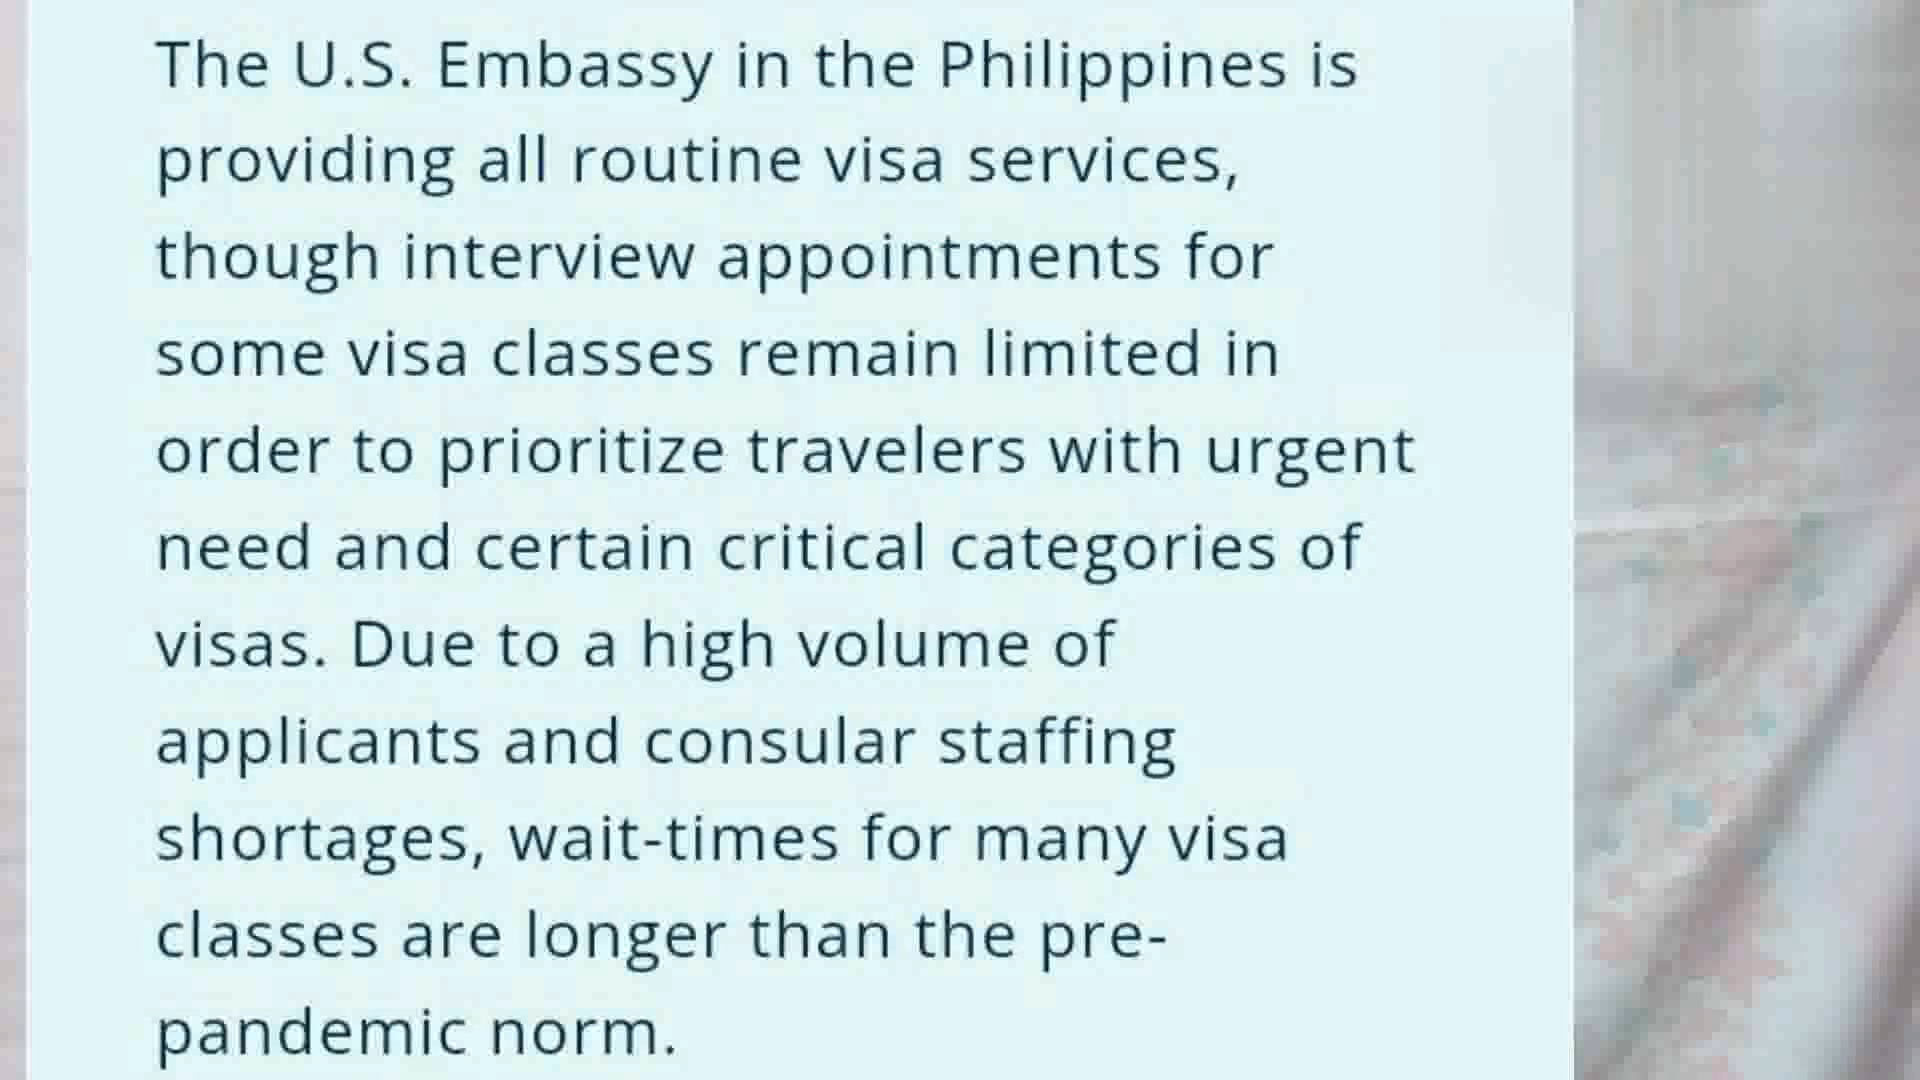 The U.S. Embassy in the Philippines is
providing all routine visa services,
though interview appointments for
some visa classes remain limited in
order to prioritize travelers with urgent
need and certain critical categories of
visas. Due to a high volume of
applicants and consular staffing
shortages, wait-times for many visa
classes are longer than the pre-
pandemic norm.